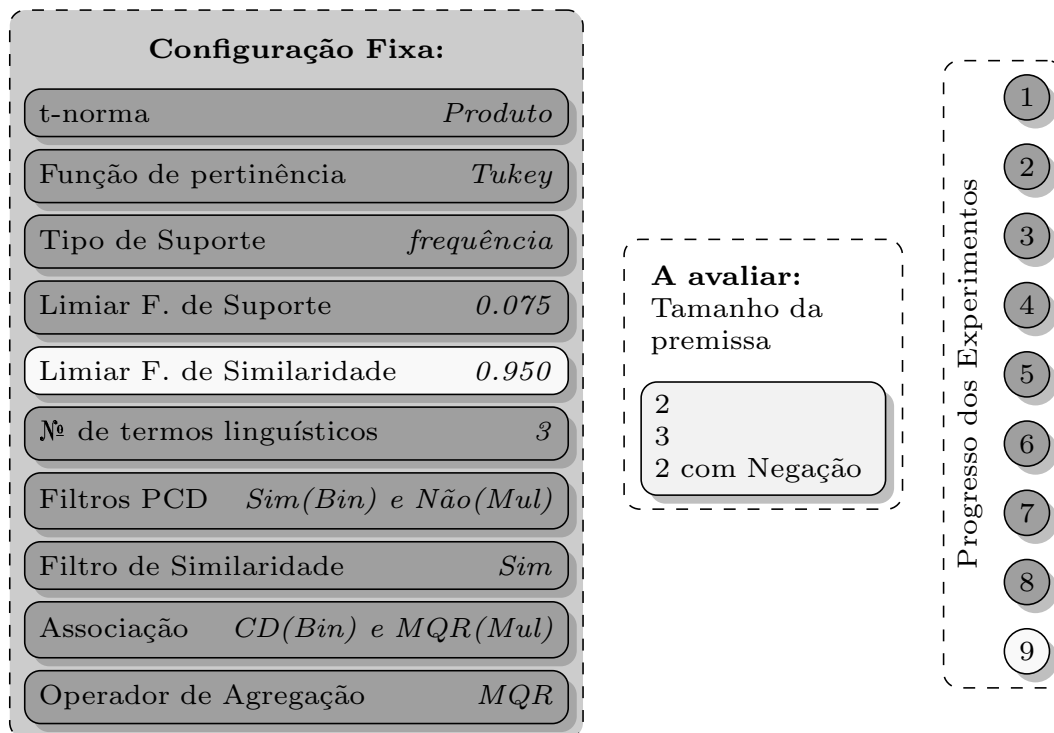 Configuração Fixa:
t-norma Produto
Função de pertinência Tukey
Tipo de Suporte frequência
Limiar F. de Suporte 0.075
Limiar F. de Similaridade 0.950
№ de termos linguísticos 3
Filtros PCD Sim(Bin) e Não(Mul)
Filtro de Similaridade Sim
Associação CD(Bin) e MQR(Mul)
Operador de Agregação MQR
A avaliar:
Tamanho da
premissa
2
3
2 com Negação
Progresso dos Experimentos
1
2
3
4
5
6
7
8
9